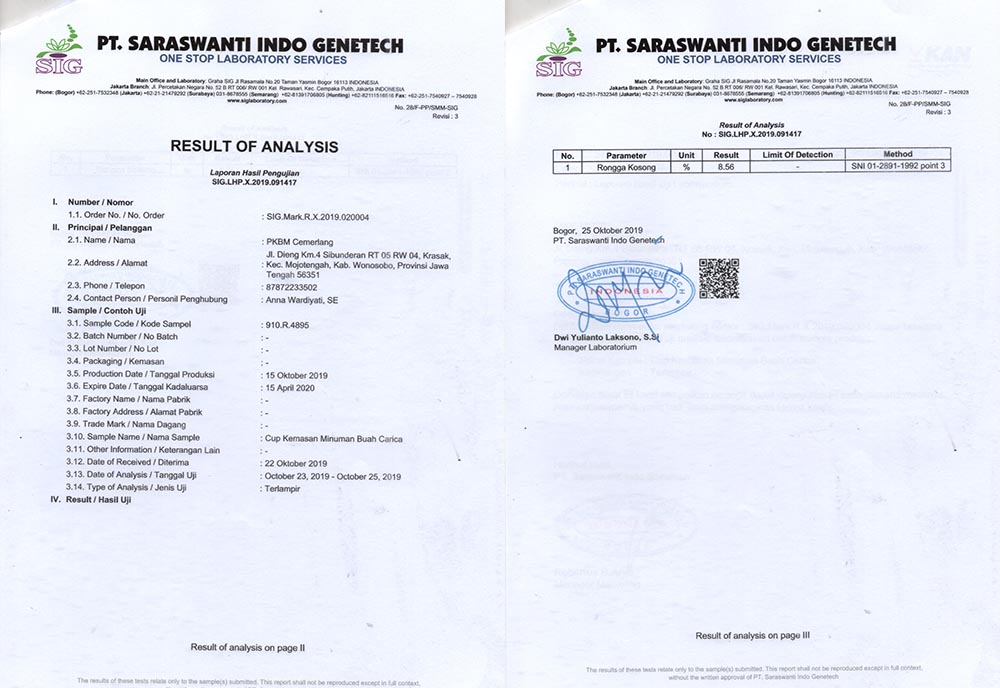 SIG
PT. SARASWANTI INDO GENETECH
ONE STOP LABORATORY SERVICES
Main Office and Laboratory: Graha SIG Jl Rasamala No.20 Taman Yasmin Bogor 16113 INDONESIA
Jakarta Branch: Jl. Percetakan Negara No. 52 B RT 006/ RW 001 Kel. Rawasari, Kec. Cempaka Putih, Jakarta INDONESIA
Phone: (Bogor) +62-251-7532348 (Jakarta) +62-21-21479292 (Surabaya) 031-8678555 (Semarang) +62-81391706805 (Hunting) +62-82111516516 Fax: +62-251-7540927 - 7540928
www.siglaboratory.com
No. 28/F-PP/SMM-SIG
Revisi : 3
RESULT OF ANALYSIS
Laporan Hasil Pengujian
SIG.LHP.X.2019.091417
I. Number / Nomor
1.1. Order No. / No. Order : SIG.Mark.R.X.2019.020004
II. Principal / Pelanggan
2.1. Name / Nama : PKBM Cemerlang
2.2. Address / Alamat : Jl. Dieng Km.4 Sibunderan RT 05 RW 04, Krasak,
Kec. Mojotengah, Kab. Wonosobo, Provinsi Jawa
Tengah 56351
2.3. Phone / Telepon : 87872233502
2.4. Contact Person / Personil Penghubung : Anna Wardiyati, SE
III. Sample / Contoh Uji
3.1. Sample Code / Kode Sampel : 910.R.4895
3.2. Batch Number / No Batch : -
3.3. Lot Number / No Lot : -
3.4. Packaging / Kemasan : -
3.5. Production Date / Tanggal Produksi : 15 Oktober 2019
3.6. Expire Date / Tanggal Kadaluarsa : 15 April 2020
3.7. Factory Name / Nama Pabrik : -
3.8. Factory Address / Alamat Pabrik : -
3.9. Trade Mark / Nama Dagang : -
3.10. Sample Name / Nama Sample : Cup Kemasan Minuman Buah Carica
3.11. Other Information / Keterangan Lain : -
3.12. Date of Received / Diterima : 22 Oktober 2019
3.13. Date of Analysis / Tanggal Uji : October 23, 2019 - October 25, 2019
3.14. Type of Analysis / Jenis Uji : Terlampir
IV. Result / Hasil Uji
Result of analysis on page II
The results of these tests relate only to the sample(s) submitted. This report shall not be reproduced except in full context,
SIG
PT. SARASWANTI INDO GENETECH
ONE STOP LABORATORY SERVICES
Main Office and Laboratory: Graha SIG Jl Rasamala No.20 Taman Yasmin Bogor 16113 INDONESIA
Jakarta Branch: Jl. Percetakan Negara No. 52 B RT 006/ RW 001 Kel. Rawasari, Kec. Cempaka Putih, Jakarta INDONESIA
Phone: (Bogor) +62-251-7532348 (Jakarta) +62-21-21479292 (Surabaya) 031-8678555 (Semarang) +62-81391706805 (Hunting) +62-82111516516 Fax: +62-251-7540927 - 7540928
www.siglaboratory.com
No. 28/F-PP/SMM-SIG
Revisi : 3
Result of Analysis
No : SIG.LHP.X.2019.091417
No. Parameter Unit Result Limit Of Detection Method
1 Rongga Kosong % 8.56 - SNI 01-2891-1992 point 3
Bogor, 25 Oktober 2019
PT. Saraswanti Indo Genetech
PT. SARASWANTI INDO GENETECH
INDONESIA
BOGOR
Dwi Yulianto Laksono, S.Si
Manager Laboratorium
Result of analysis on page III
The results of these tests relate only to the sample(s) submitted. This report shall not be reproduced except in full context,
without the written approval of PT. Saraswanti Indo Genetech